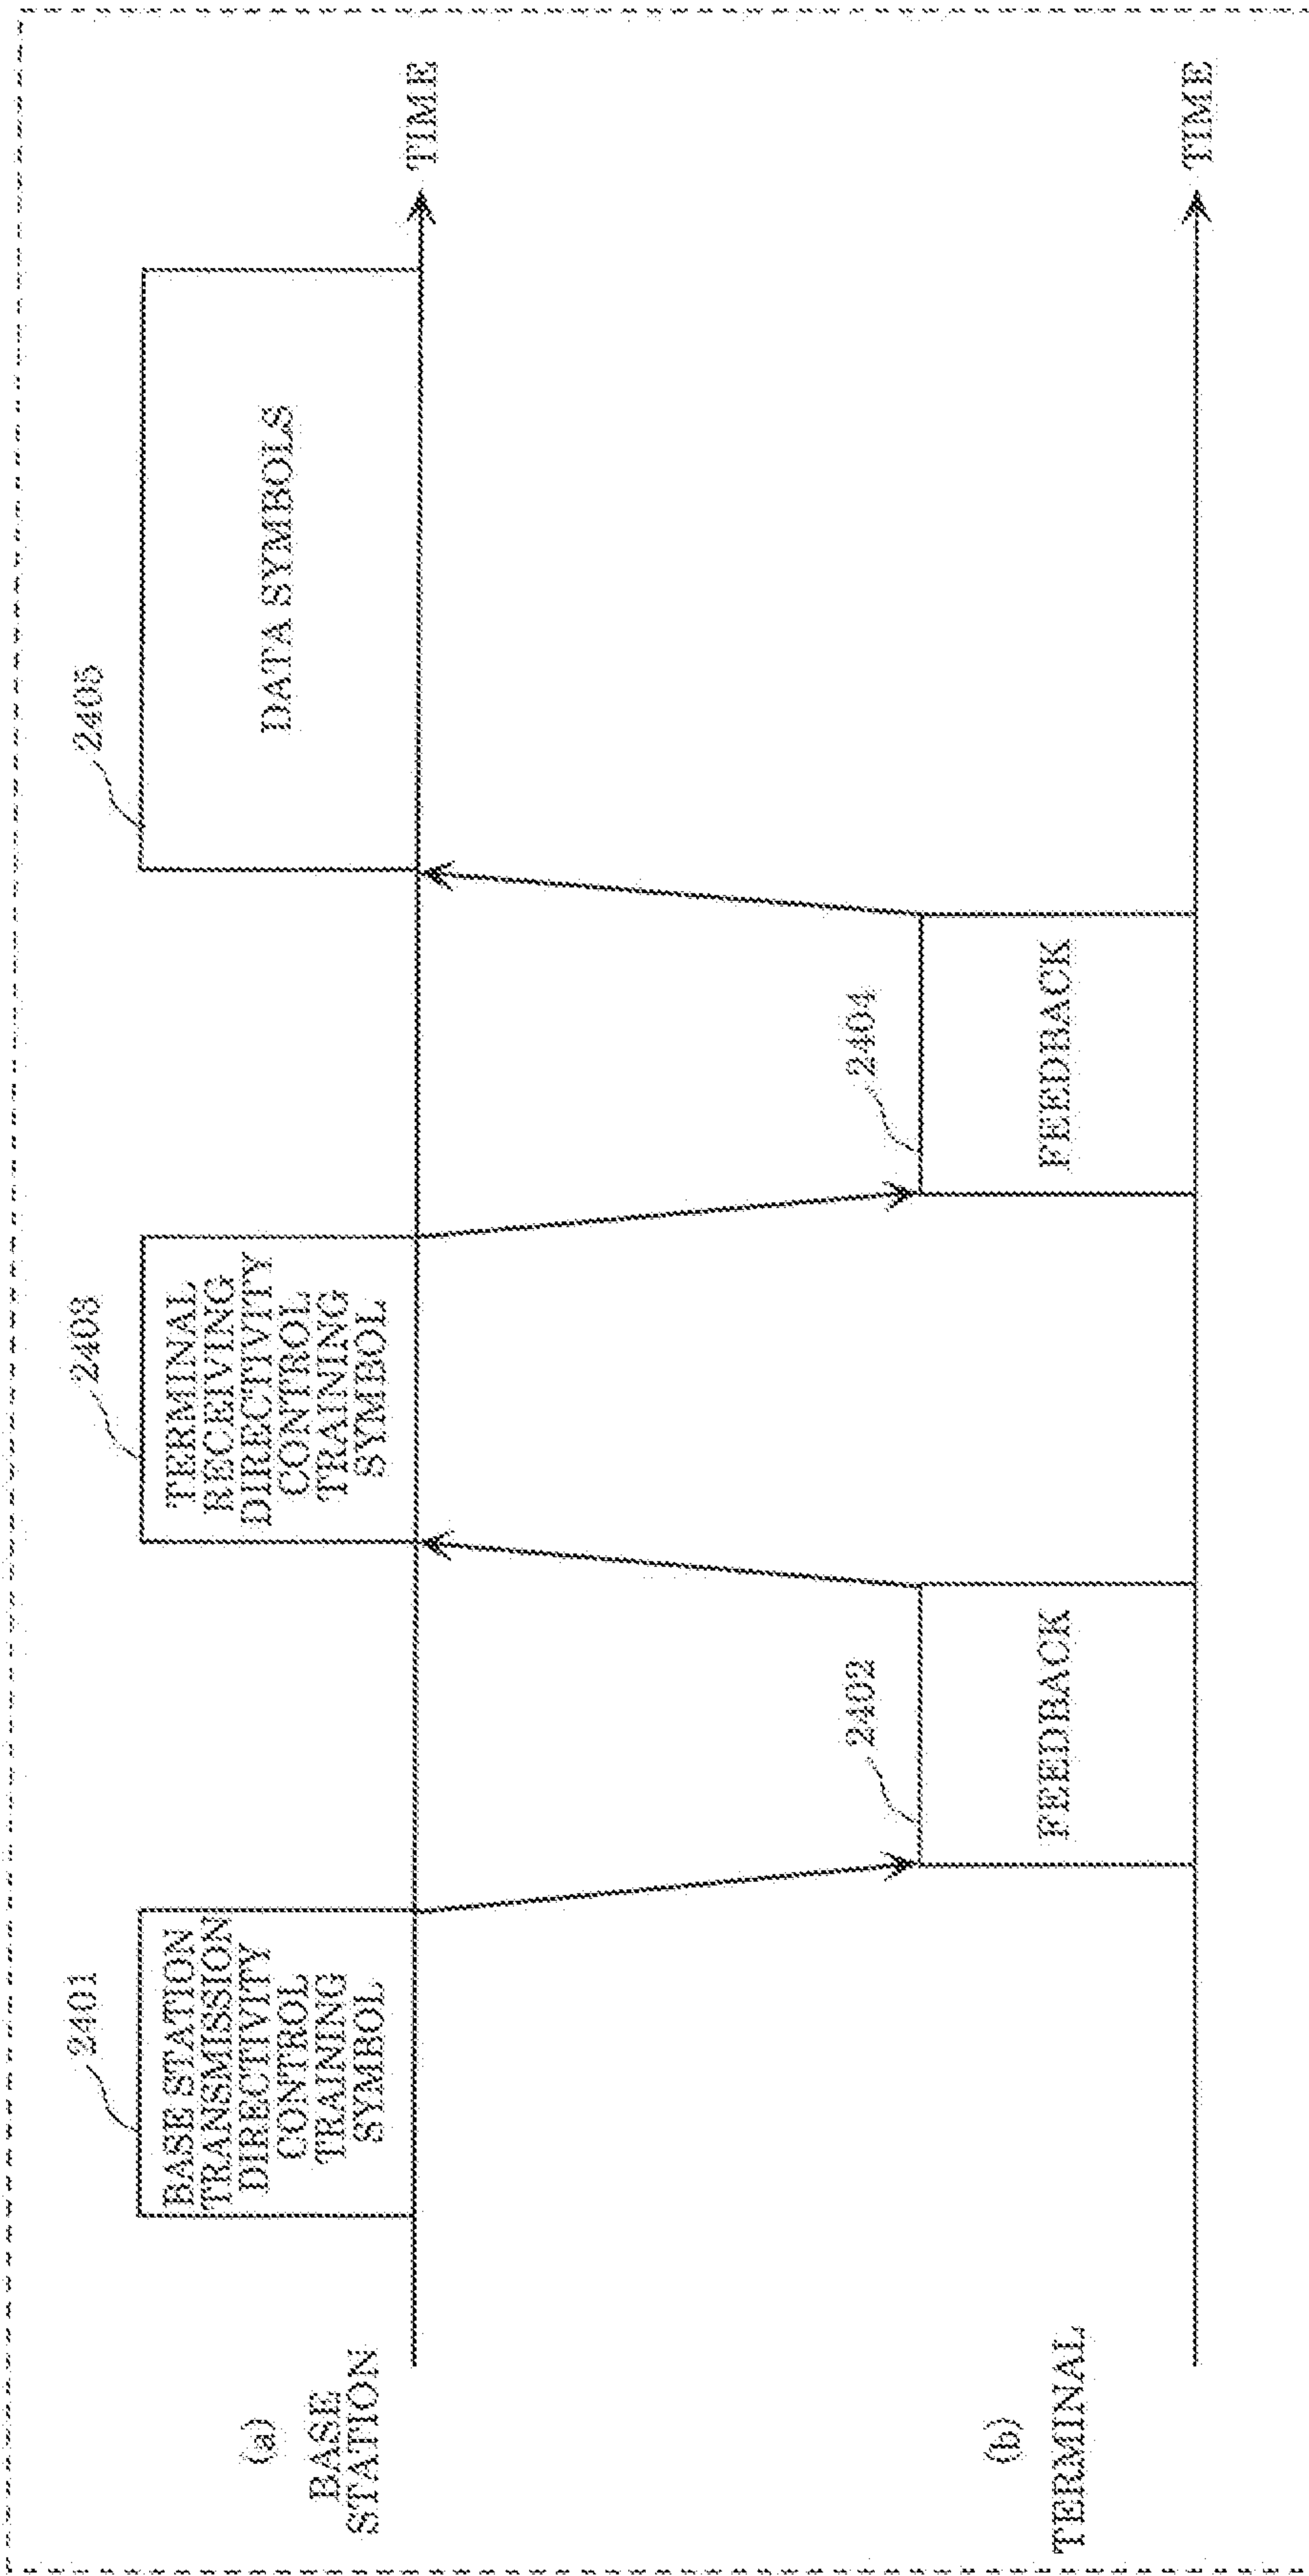 (a)
BASE
STATION
2401
BASE STATION
TRANSMISSION
DIRECTIVITY
CONTROL
TRAINING
SYMBOL
2403
TERMINAL
RECEIVING
DIRECTIVITY
CONTROL
TRAINING
SYMBOL
2405
DATA SYMBOLS
TIME
(b)
TERMINAL
2402
FEEDBACK
2404
FEEDBACK
TIME